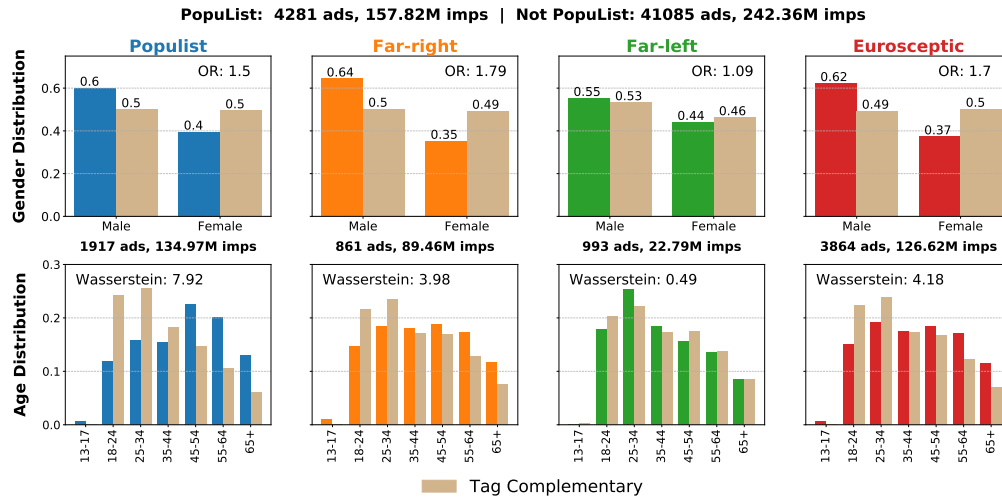 PopuList:  4281 ads, 157.82M imps  |  Not PopuList: 41085 ads, 242.36M imps
Populist
Far-right
Far-left
Eurosceptic
Gender Distribution
0.6
0.4
0.2
0.0
OR: 1.5
0.6
0.5
0.4
0.5
Male
Female
OR: 1.79
0.64
0.5
0.35
0.49
Male
Female
OR: 1.09
0.55
0.53
0.44
0.46
Male
Female
OR: 1.7
0.62
0.49
0.37
0.5
Male
Female
1917 ads, 134.97M imps
861 ads, 89.46M imps
993 ads, 22.79M imps
3864 ads, 126.62M imps
Age Distribution
0.3
0.2
0.1
0.0
Wasserstein: 7.92
13-17
18-24
25-34
35-44
45-54
55-64
65+
Wasserstein: 3.98
13-17
18-24
25-34
35-44
45-54
55-64
65+
Wasserstein: 0.49
13-17
18-24
25-34
35-44
45-54
55-64
65+
Wasserstein: 4.18
13-17
18-24
25-34
35-44
45-54
55-64
65+
Tag Complementary